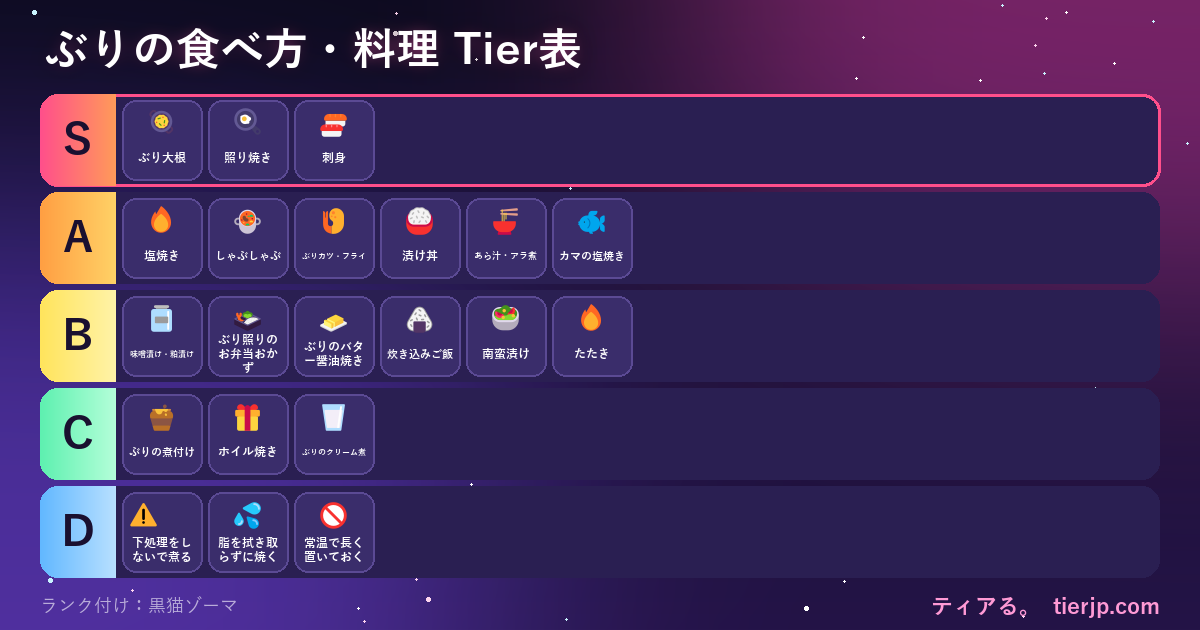 ぶりの食べ方・料理 Tier表
S
ぶり大根
照り焼き
刺身
A
塩焼き
しゃぶしゃぶ
ぶりカツ・フライ
漬け丼
あら汁・アラ煮
カマの塩焼き
B
味噌漬け・粕漬け
ぶり照りの
お弁当おか
ず
ぶりのバタ
ー醤油焼き
炊き込みご飯
南蛮漬け
たたき
C
ぶりの煮付け
ホイル焼き
ぶりのクリーム煮
D
下処理をし
ないで煮る
脂を拭き取
らずに焼く
常温で長く
置いておく
ランク付け：黒猫ゾーマ
ティアる。 tierjp.com